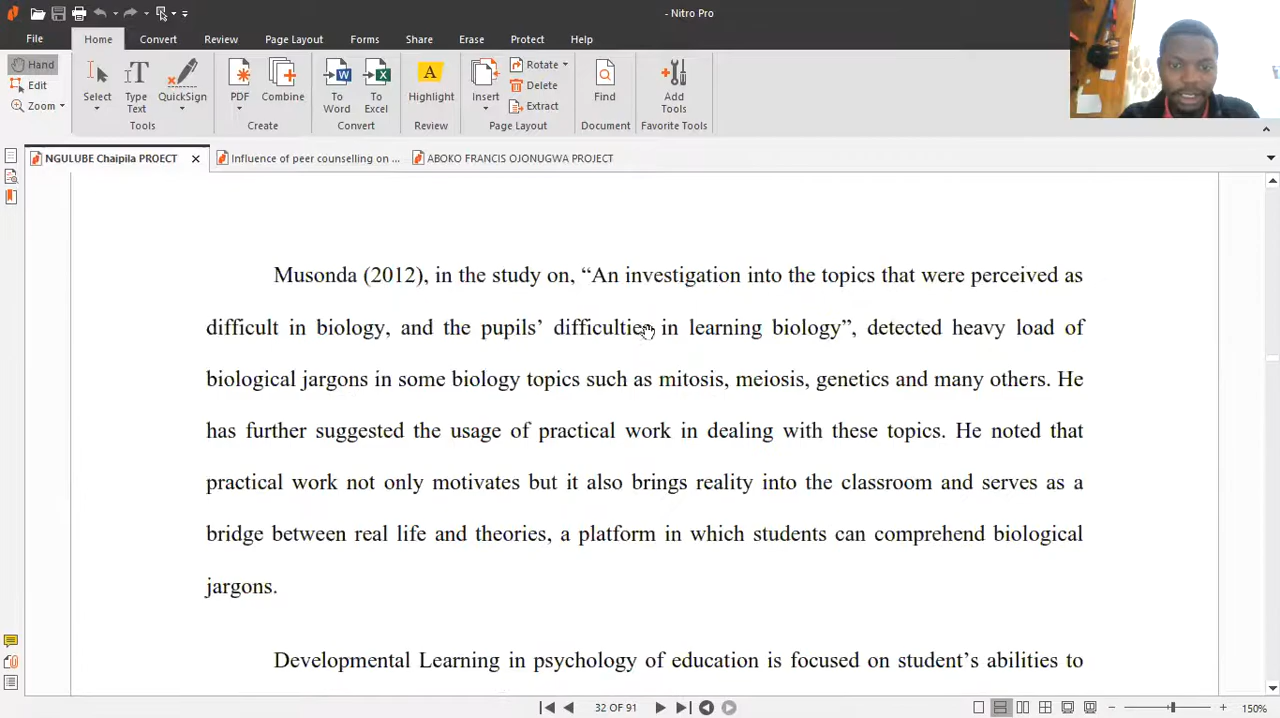 - Nitro Pro
File Home Convert Review Page Layout Forms Share Erase Protect Help
Hand
Edit
Zoom
Select
Type Text
QuickSign
Tools
PDF
Combine
Create
To Word
To Excel
Convert
Highlight
Review
Insert
Rotate
Delete
Extract
Page Layout
Find
Document
Add Tools
Favorite Tools
NGULUBE Chaipila PROECT
Influence of peer counselling on ...
ABOKO FRANCIS OJONUGWA PROJECT
Musonda (2012), in the study on, “An investigation into the topics that were perceived as
difficult in biology, and the pupils’ difficulties in learning biology”, detected heavy load of
biological jargons in some biology topics such as mitosis, meiosis, genetics and many others. He
has further suggested the usage of practical work in dealing with these topics. He noted that
practical work not only motivates but it also brings reality into the classroom and serves as a
bridge between real life and theories, a platform in which students can comprehend biological
jargons.
Developmental Learning in psychology of education is focused on student’s abilities to
32 OF 91
150%